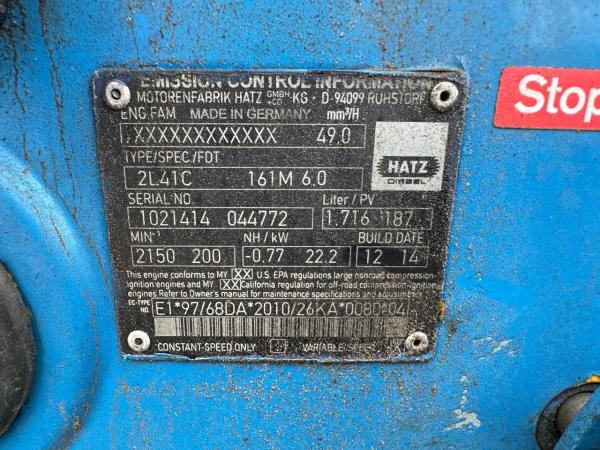 EMISSION CONTROL INFORMATION
MOTORENFABRIK HATZ GMBH +CO KG · D-94099 RUHSTORF
ENG.FAM MADE IN GERMANY mm³/H
.XXXXXXXXXXXX 49.0
TYPE/SPEC/FDT
2L41C 161M 6.0
HATZ
DIESEL
SERIAL NO. Liter / PV
1021414 044772 1.716 187
MIN⁻¹ NH / kW BUILD DATE
2150 200 -0.77 22.2 12 14
This engine conforms to MY XX U.S. EPA regulations large nonroad compression-
ignition engines and MY XX California regulations for off-road compression-ignition
engines. Refer to Owner's manual for maintenance specifications and adjustments.
EC-TYPE NO. E1*97/68DA*2010/26KA*0080*04
CONSTANT-SPEED ONLY VARIABLE/SPEED X
Stop